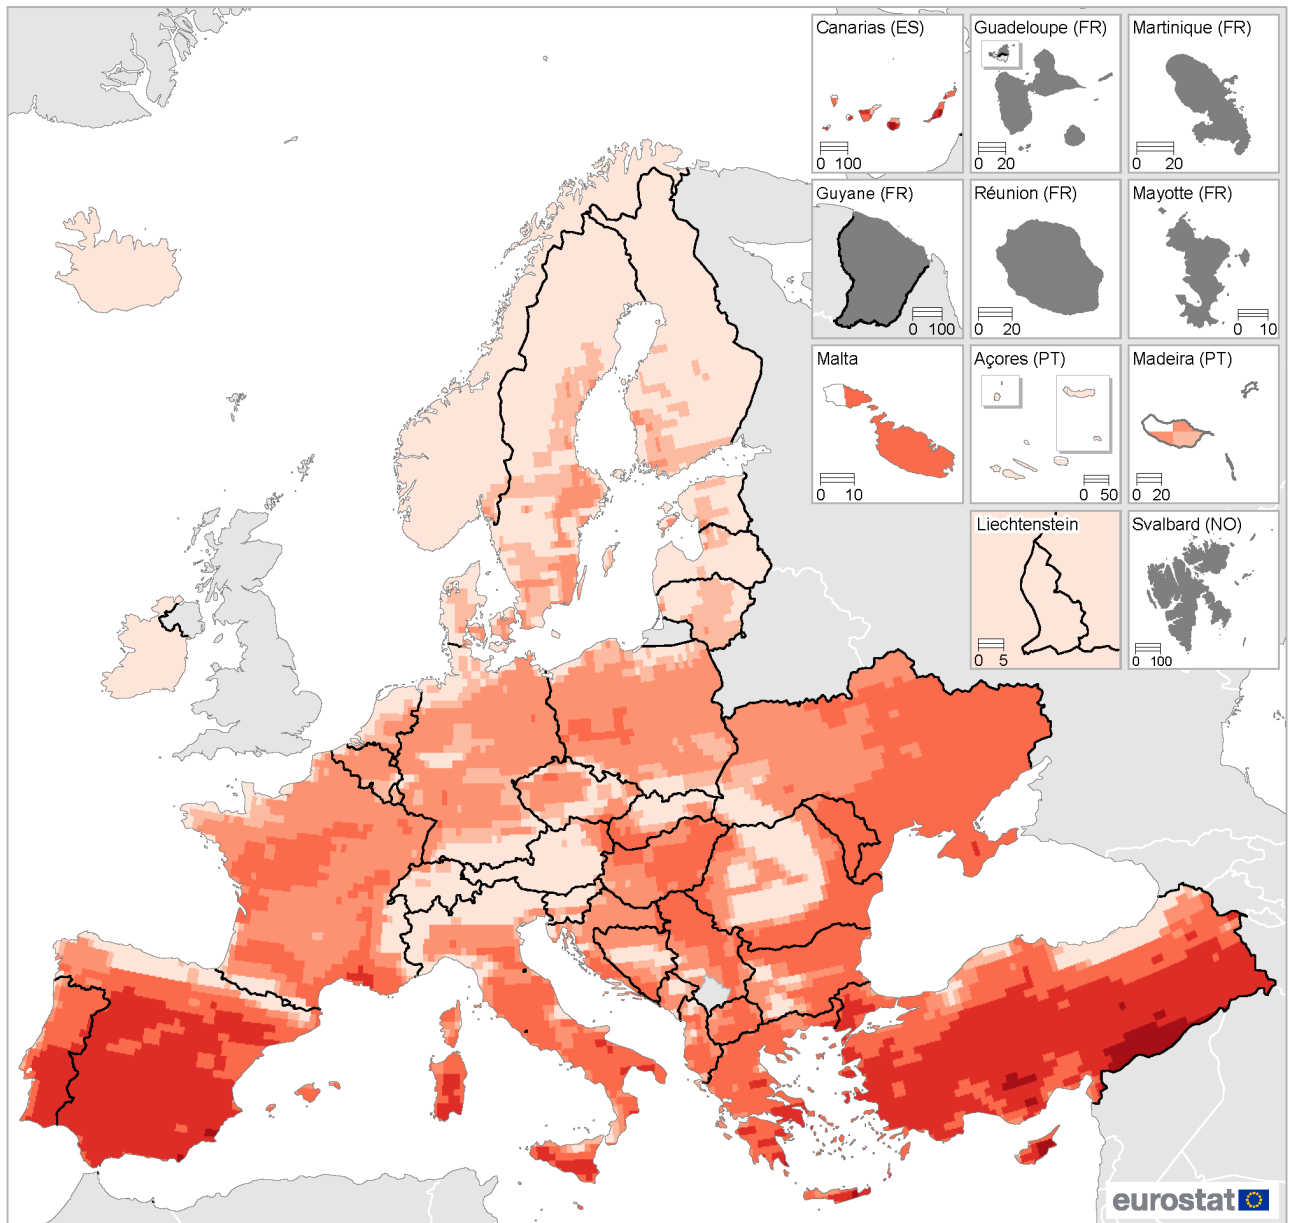 Canarias (ES)
0 100
Guadeloupe (FR)
0 20
Martinique (FR)
0 20
Guyane (FR)
0 100
Réunion (FR)
0 20
Mayotte (FR)
0 10
Malta
0 10
Açores (PT)
0 50
Madeira (PT)
0 20
Liechtenstein
0 5
Svalbard (NO)
0 100
eurostat